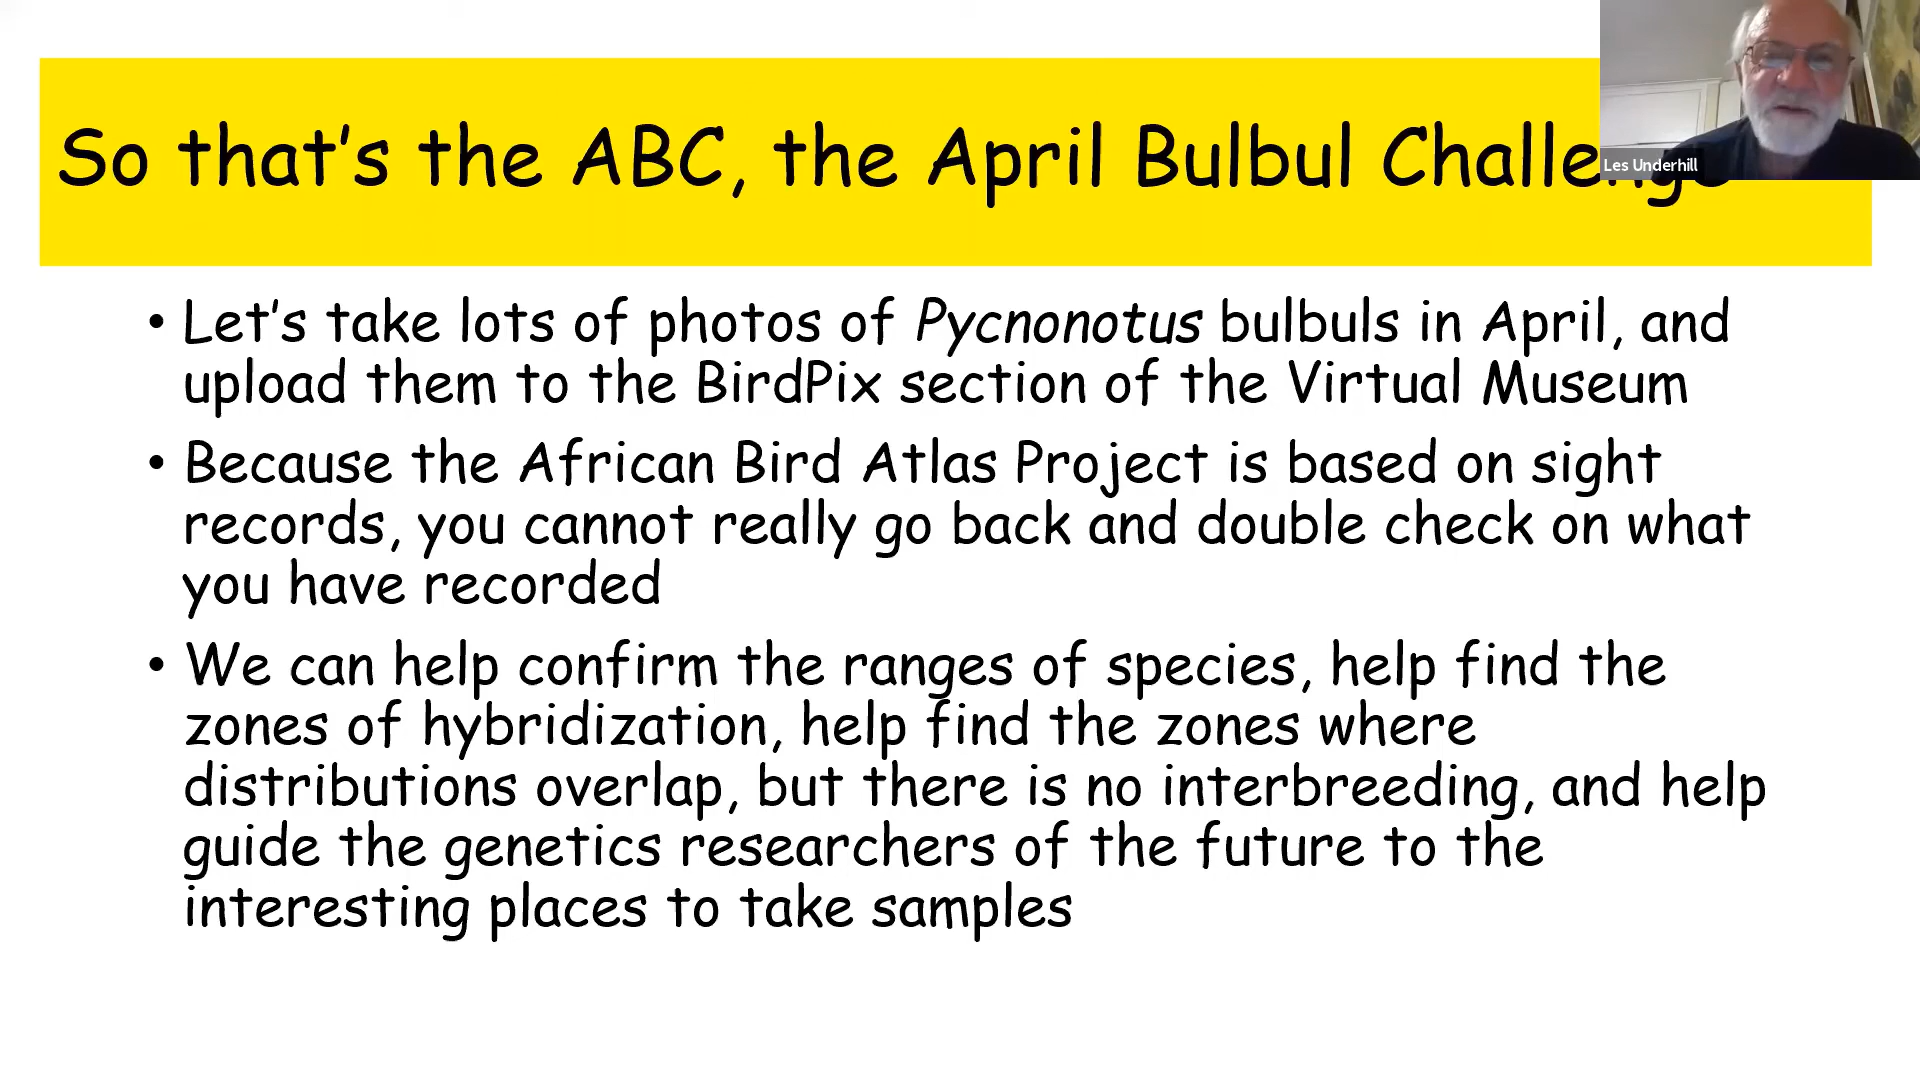 So that's the ABC, the April Bulbul Challenge
Les Underhill
• Let's take lots of photos of Pycnonotus bulbuls in April, and
upload them to the BirdPix section of the Virtual Museum
• Because the African Bird Atlas Project is based on sight
records, you cannot really go back and double check on what
you have recorded
• We can help confirm the ranges of species, help find the
zones of hybridization, help find the zones where
distributions overlap, but there is no interbreeding, and help
guide the genetics researchers of the future to the
interesting places to take samples